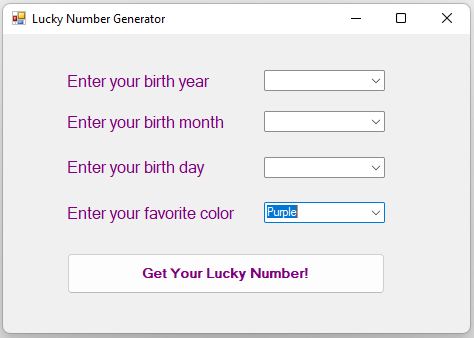 Lucky Number Generator
Enter your birth year
Enter your birth month
Enter your birth day
Enter your favorite color Purple
Get Your Lucky Number!